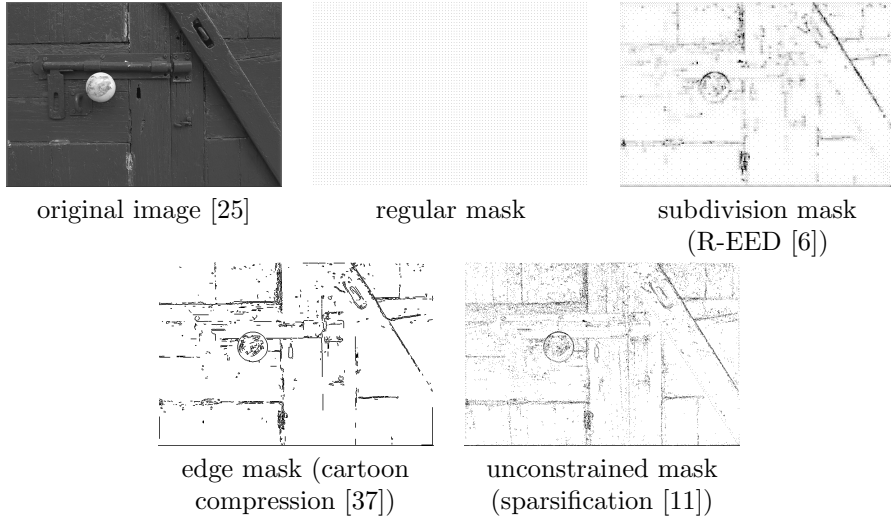 original image [25]
regular mask
subdivision mask
(R-EED [6])
edge mask (cartoon
compression [37])
unconstrained mask
(sparsification [11])